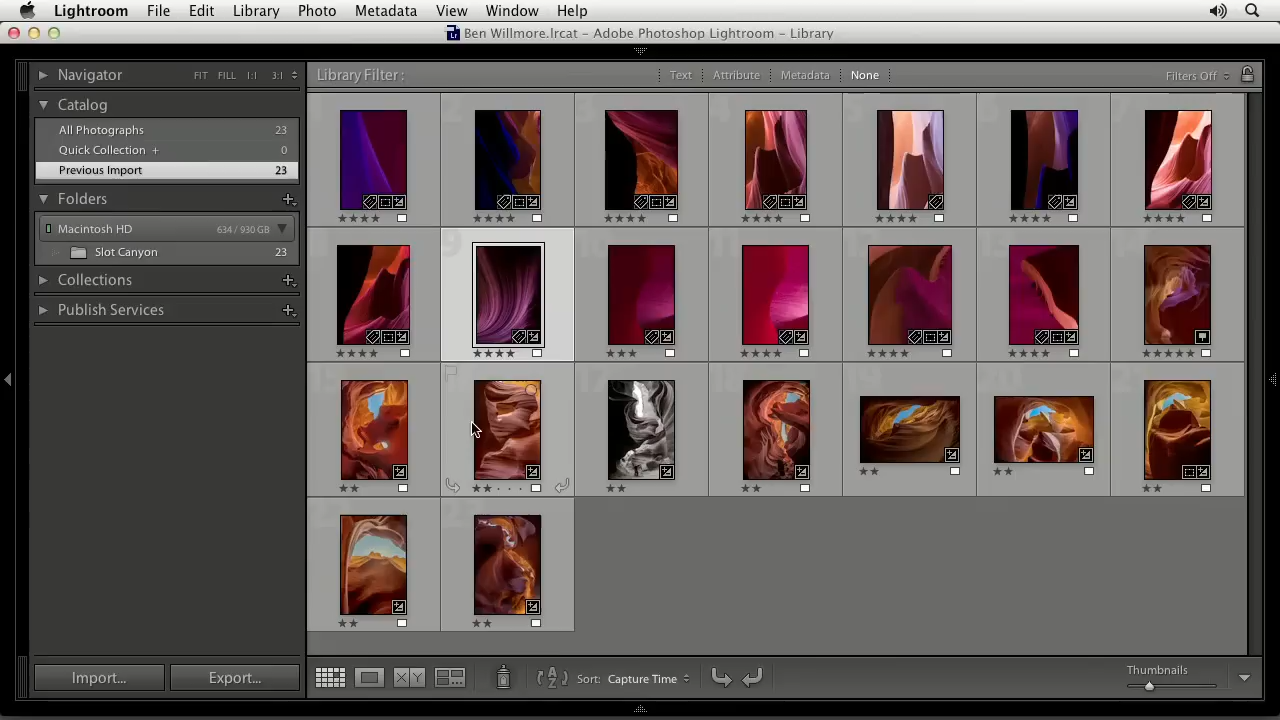 Lightroom File Edit Library Photo Metadata View Window Help
Ben Willmore.lrcat – Adobe Photoshop Lightroom – Library
Navigator FIT FILL 1:1 3:1
Library Filter : Text Attribute Metadata None Filters Off
Catalog
All Photographs 23
Quick Collection + 0
Previous Import 23
Folders
Macintosh HD 634 / 930 GB
Slot Canyon 23
Collections
Publish Services
Import... Export...
XY
Sort: Capture Time
Thumbnails